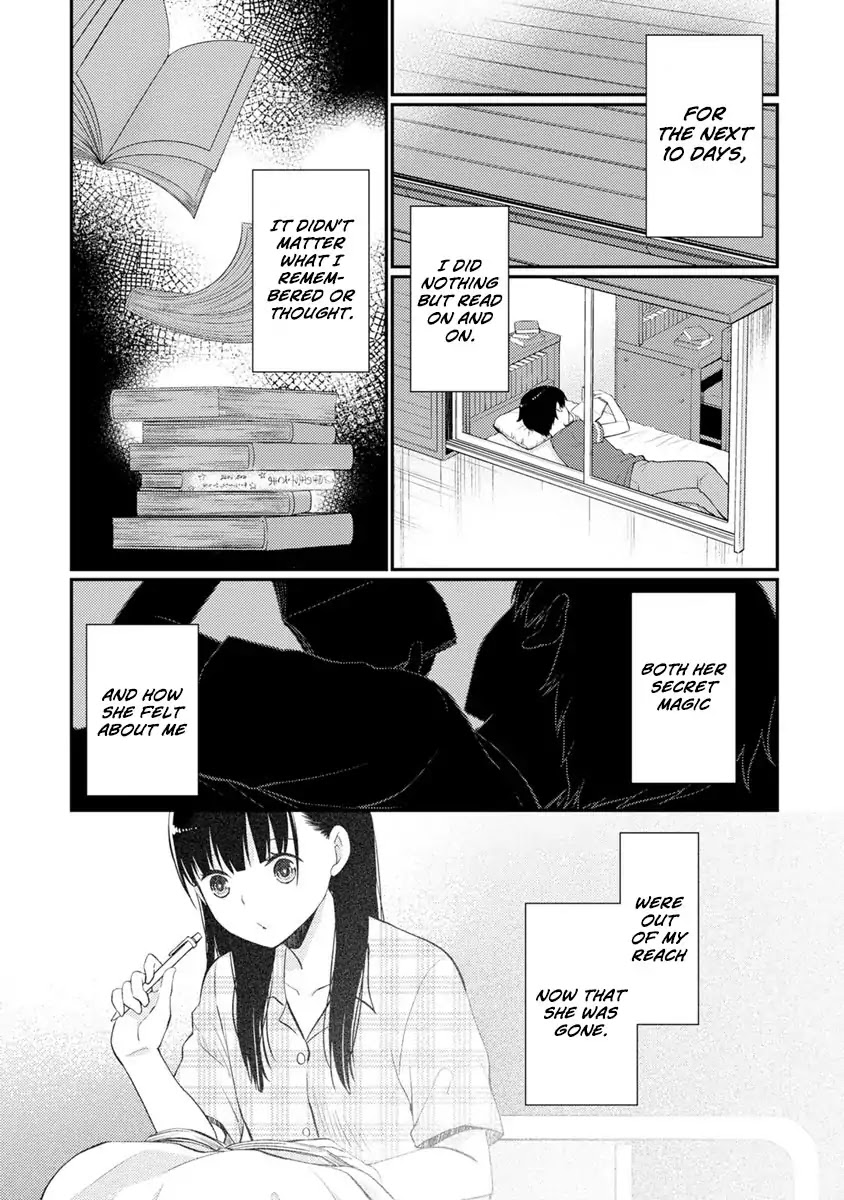 FOR
THE NEXT
10 DAYS,
I DID
NOTHING
BUT READ
ON AND
ON.
IT DIDN'T
MATTER
WHAT I
REMEM-
BERED OR
THOUGHT.
BOTH HER
SECRET
MAGIC
AND HOW
SHE FELT
ABOUT ME
WERE
OUT
OF MY
REACH
NOW THAT
SHE WAS
GONE.